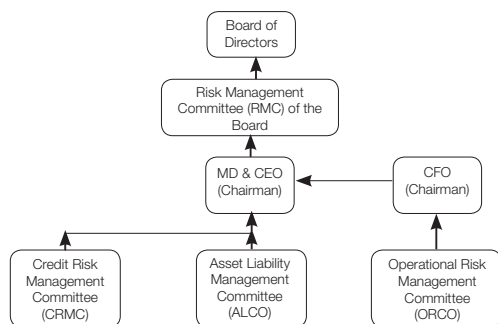 Board of
Directors
Risk Management
Committee (RMC) of the
Board
MD & CEO
(Chairman)
CFO
(Chairman)
Credit Risk
Management
Committee
(CRMC)
Asset Liability
Management
Committee
(ALCO)
Operational Risk
Management
Committee
(ORCO)